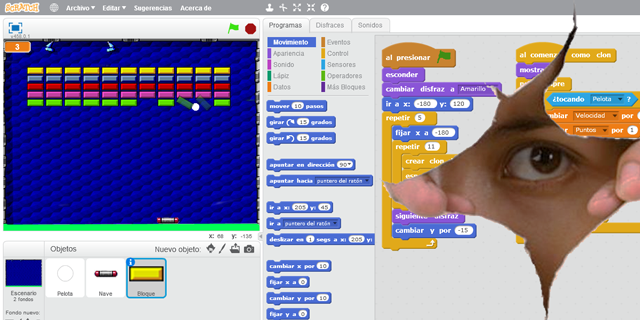 SCRATCH Archivo Editar Sugerencias Acerca de
v456.0.1
3
x: 68 y: -135
Objetos Nuevo objeto:
Escenario
2 fondos
Fondo nuevo:
Pelota
Nave
Bloque
Programas Disfraces Sonidos
Movimiento Eventos
Apariencia Control
Sonido Sensores
Lápiz Operadores
Datos Más Bloques
mover 10 pasos
girar 15 grados
girar 15 grados
apuntar en dirección 90
apuntar hacia puntero del ratón
ir a x: 205 y: 45
ir a puntero del ratón
deslizar en 1 segs a x: 205 y:
cambiar x por 10
fijar x a 0
cambiar y por 10
fijar y a 0
al presionar
esconder
cambiar disfraz a Amarillo
ir a x: -180 y: 120
repetir 5
fijar x a -180
repetir 11
crear clon
siguiente disfraz
cambiar y por -15
al comenzar como clon
¿tocando Pelota ?
Velocidad por
Puntos por 1